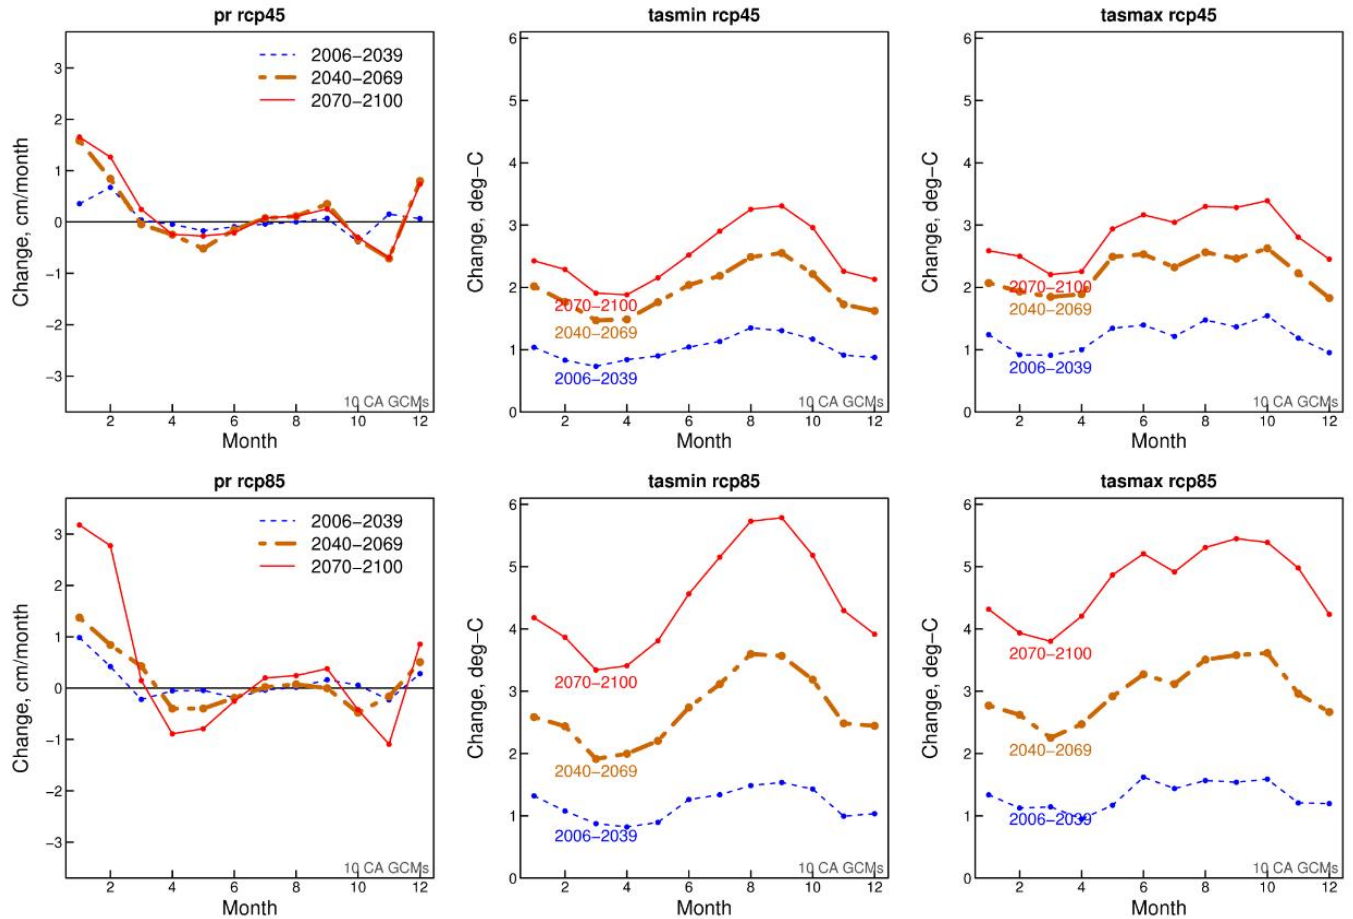 pr rcp45
Change, cm/month
3
2
1
0
−1
−2
−3
2006−2039
2040−2069
2070−2100
10 CA GCMs
2 4 6 8 10 12
Month
tasmin rcp45
Change, deg−C
6
5
4
3
2
1
0
2070−2100
2040−2069
2006−2039
10 CA GCMs
2 4 6 8 10 12
Month
tasmax rcp45
Change, deg−C
6
5
4
3
2
1
0
2070−2100
2040−2069
2006−2039
10 CA GCMs
2 4 6 8 10 12
Month
pr rcp85
Change, cm/month
3
2
1
0
−1
−2
−3
2006−2039
2040−2069
2070−2100
10 CA GCMs
2 4 6 8 10 12
Month
tasmin rcp85
Change, deg−C
6
5
4
3
2
1
0
2070−2100
2040−2069
2006−2039
10 CA GCMs
2 4 6 8 10 12
Month
tasmax rcp85
Change, deg−C
6
5
4
3
2
1
0
2070−2100
2040−2069
2006−2039
10 CA GCMs
2 4 6 8 10 12
Month